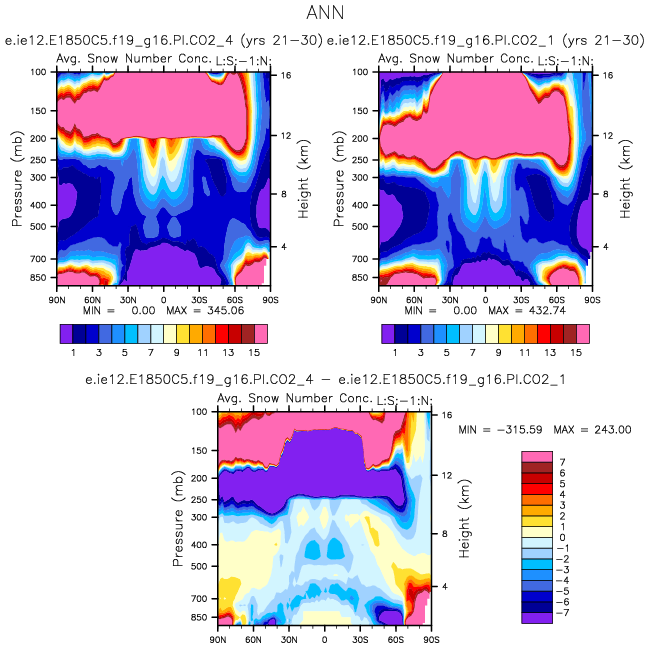 ANN
e.ie12.E1850C5.f19_g16.PI.CO2_4 (yrs 21-30)
Avg. Snow Number Conc. L:S:-1:N:
100
150
200
250
300
400
500
700
850
Pressure (mb)
16
12
8
4
Height (km)
90N 60N 30N 0 30S 60S 90S
MIN = 0.00 MAX = 345.06
1 3 5 7 9 11 13 15
e.ie12.E1850C5.f19_g16.PI.CO2_1 (yrs 21-30)
Avg. Snow Number Conc. L:S:-1:N:
100
150
200
250
300
400
500
700
850
Pressure (mb)
16
12
8
4
Height (km)
90N 60N 30N 0 30S 60S 90S
MIN = 0.00 MAX = 432.74
1 3 5 7 9 11 13 15
e.ie12.E1850C5.f19_g16.PI.CO2_4 - e.ie12.E1850C5.f19_g16.PI.CO2_1
Avg. Snow Number Conc. L:S:-1:N:
100
150
200
250
300
400
500
700
850
Pressure (mb)
16
12
8
4
Height (km)
90N 60N 30N 0 30S 60S 90S
MIN = -315.59 MAX = 243.00
7
6
5
4
3
2
1
0
-1
-2
-3
-4
-5
-6
-7